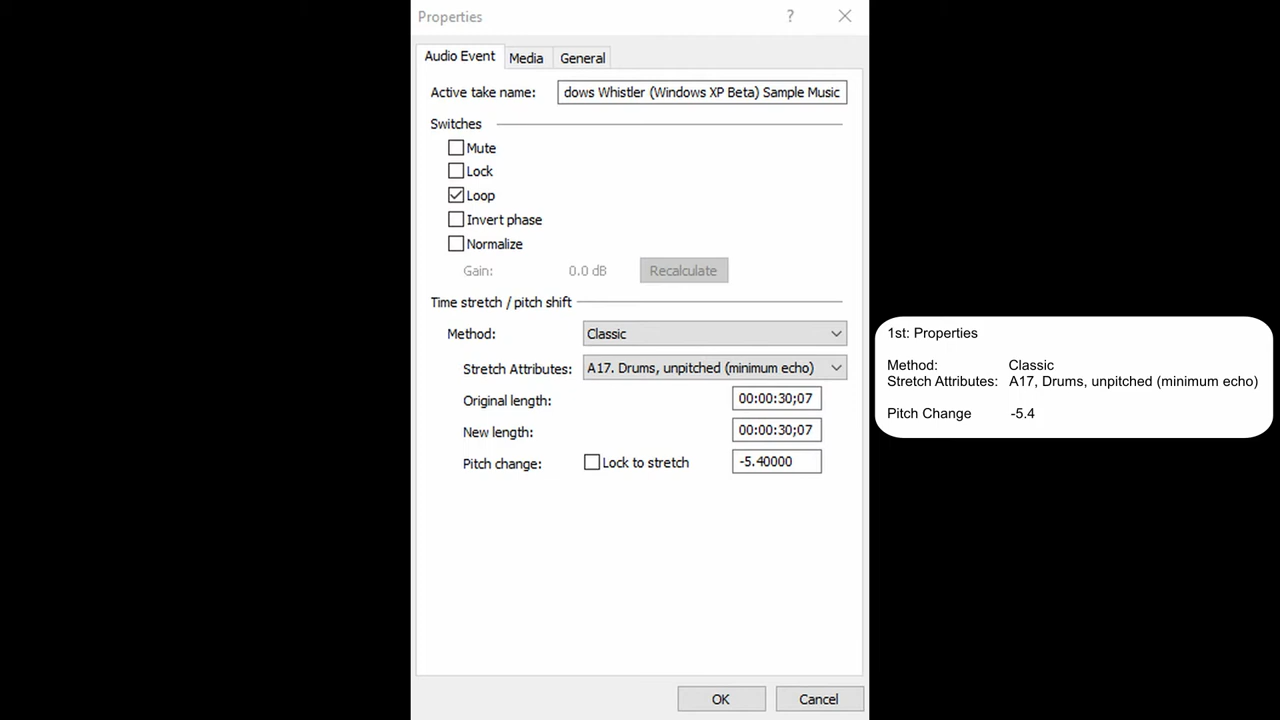 Properties
?
Audio Event
Media
General
Active take name: dows Whistler (Windows XP Beta) Sample Music
Switches
Mute
Lock
Loop
Invert phase
Normalize
Gain: 0.0 dB Recalculate
Time stretch / pitch shift
Method: Classic
Stretch Attributes: A17. Drums, unpitched (minimum echo)
Original length: 00:00:30;07
New length: 00:00:30;07
Pitch change: Lock to stretch -5.40000
OK
Cancel
1st: Properties
Method: Classic
Stretch Attributes: A17, Drums, unpitched (minimum echo)
Pitch Change -5.4